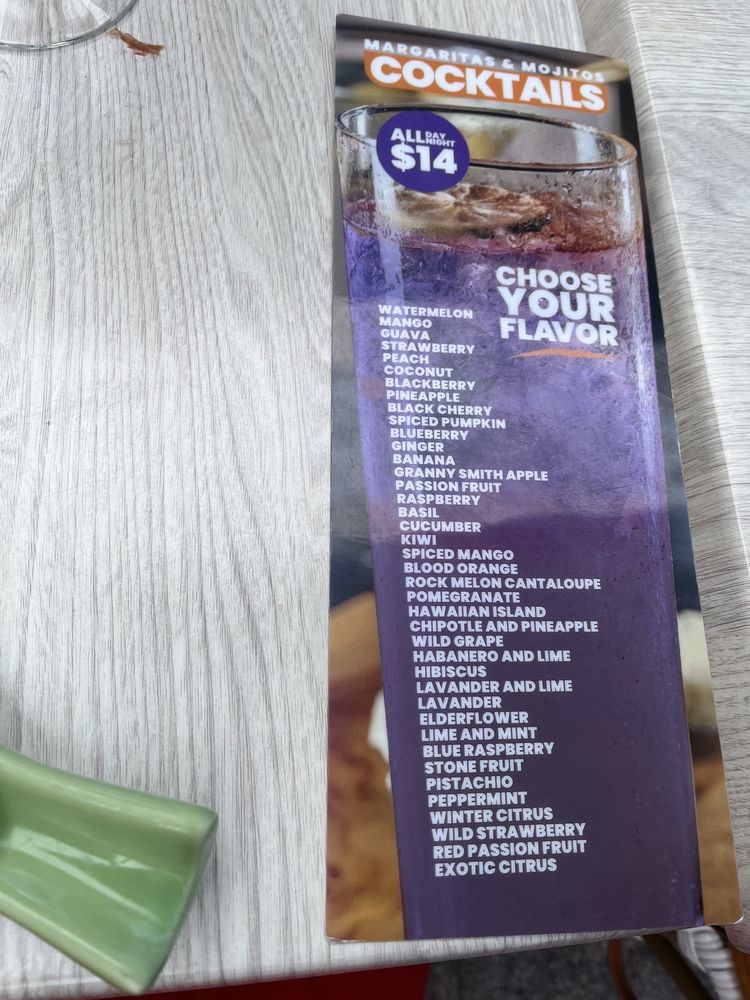 MARGARITAS & MOJITOS
COCKTAILS
ALL DAY NIGHT
$14
CHOOSE
YOUR
FLAVOR
WATERMELON
MANGO
GUAVA
STRAWBERRY
PEACH
COCONUT
BLACKBERRY
PINEAPPLE
BLACK CHERRY
SPICED PUMPKIN
BLUEBERRY
GINGER
BANANA
GRANNY SMITH APPLE
PASSION FRUIT
RASPBERRY
BASIL
CUCUMBER
KIWI
SPICED MANGO
BLOOD ORANGE
ROCK MELON CANTALOUPE
POMEGRANATE
HAWAIIAN ISLAND
CHIPOTLE AND PINEAPPLE
WILD GRAPE
HABANERO AND LIME
HIBISCUS
LAVANDER AND LIME
LAVANDER
ELDERFLOWER
LIME AND MINT
BLUE RASPBERRY
STONE FRUIT
PISTACHIO
PEPPERMINT
WINTER CITRUS
WILD STRAWBERRY
RED PASSION FRUIT
EXOTIC CITRUS